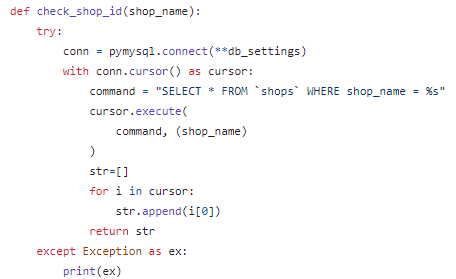 def check_shop_id(shop_name):
    try:
        conn = pymysql.connect(**db_settings)
        with conn.cursor() as cursor:
            command = "SELECT * FROM `shops` WHERE shop_name = %s"
            cursor.execute(
                command, (shop_name)
            )
            str=[]
            for i in cursor:
                str.append(i[0])
            return str
    except Exception as ex:
        print(ex)